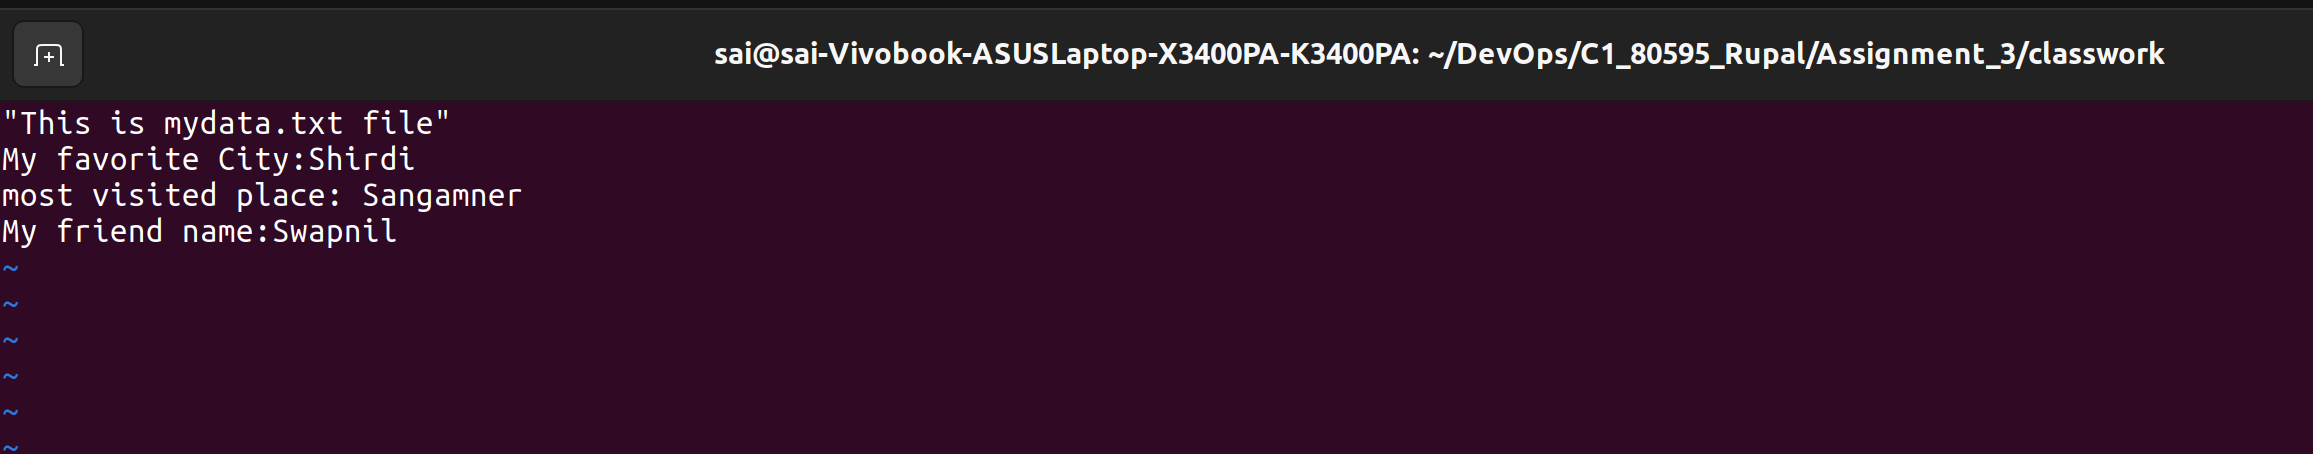 sai@sai-Vivobook-ASUSLaptop-X3400PA-K3400PA: ~/DevOps/C1_80595_Rupal/Assignment_3/classwork
"This is mydata.txt file"
My favorite City:Shirdi
most visited place: Sangamner
My friend name:Swapnil
~
~
~
~
~
~